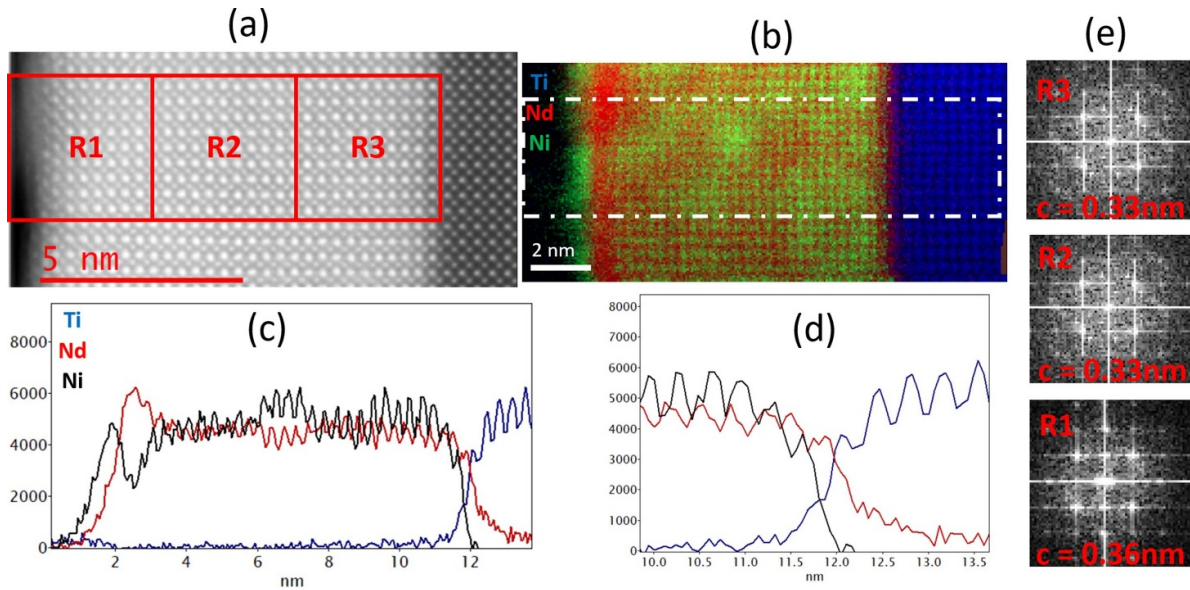 (a)
R1 R2 R3
5 nm
(b)
Ti
Nd
Ni
2 nm
(e)
R3
c = 0.33nm
R2
c = 0.33nm
R1
c = 0.36nm
(c)
Ti
Nd
Ni
8000
6000
4000
2000
0
2 4 6 8 10 12
nm
(d)
8000
7000
6000
5000
4000
3000
2000
1000
0
10.0 10.5 11.0 11.5 12.0 12.5 13.0 13.5
nm